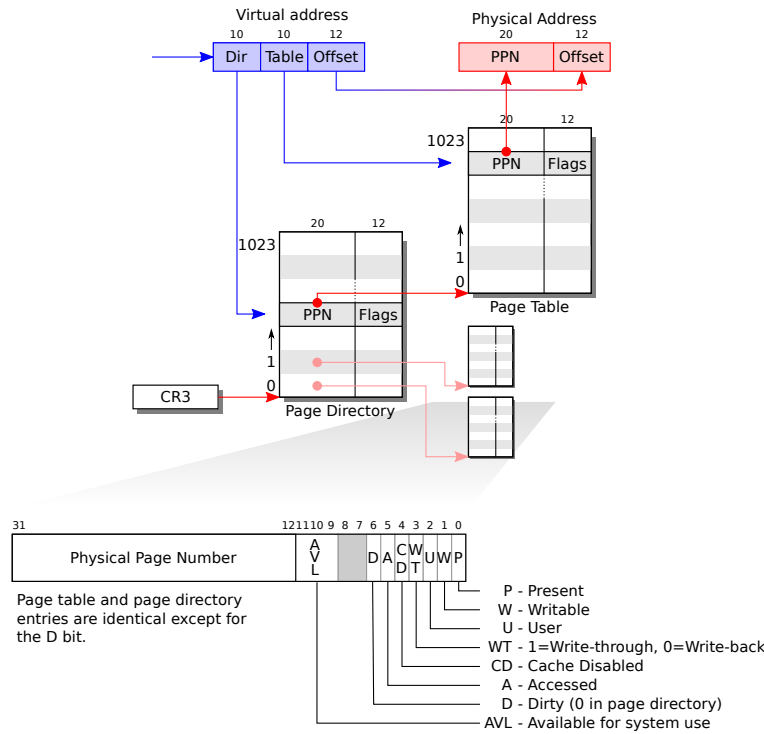 Virtual address
Physical Address
10 10 12
20 12
Dir Table Offset
PPN Offset
20 12
1023
PPN Flags
1
0
Page Table
20 12
1023
PPN Flags
1
0
CR3
Page Directory
31 12 11 10 9 8 7 6 5 4 3 2 1 0
Physical Page Number AVL D A CD WT U W P
Page table and page directory
entries are identical except for
the D bit.
P - Present
W - Writable
U - User
WT - 1=Write-through, 0=Write-back
CD - Cache Disabled
A - Accessed
D - Dirty (0 in page directory)
AVL - Available for system use